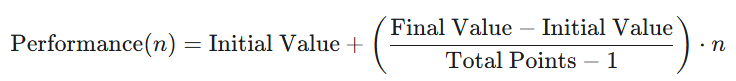 Performance(n) = Initial Value + ( (Final Value − Initial Value) / (Total Points − 1) ) · n